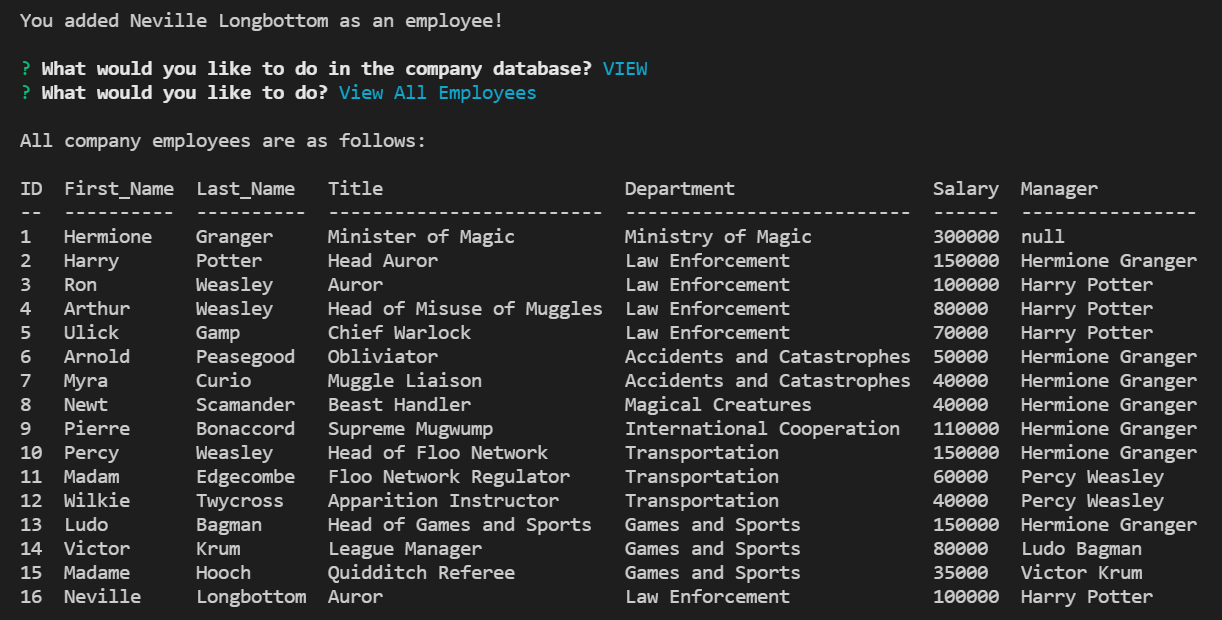 You added Neville Longbottom as an employee!
? What would you like to do in the company database? VIEW
? What would you like to do? View All Employees
All company employees are as follows:
ID  First_Name  Last_Name   Title                      Department                  Salary  Manager
--  ----------  ----------  -------------------------  --------------------------  ------  ----------------
1   Hermione    Granger     Minister of Magic          Ministry of Magic           300000  null
2   Harry       Potter      Head Auror                 Law Enforcement             150000  Hermione Granger
3   Ron         Weasley     Auror                      Law Enforcement             100000  Harry Potter
4   Arthur      Weasley     Head of Misuse of Muggles  Law Enforcement             80000   Harry Potter
5   Ulick       Gamp        Chief Warlock              Law Enforcement             70000   Harry Potter
6   Arnold      Peasegood   Obliviator                 Accidents and Catastrophes  50000   Hermione Granger
7   Myra        Curio       Muggle Liaison             Accidents and Catastrophes  40000   Hermione Granger
8   Newt        Scamander   Beast Handler              Magical Creatures           40000   Hermione Granger
9   Pierre      Bonaccord   Supreme Mugwump            International Cooperation   110000  Hermione Granger
10  Percy       Weasley     Head of Floo Network       Transportation              150000  Hermione Granger
11  Madam       Edgecombe   Floo Network Regulator     Transportation              60000   Percy Weasley
12  Wilkie      Twycross    Apparition Instructor      Transportation              40000   Percy Weasley
13  Ludo        Bagman      Head of Games and Sports   Games and Sports            150000  Hermione Granger
14  Victor      Krum        League Manager             Games and Sports            80000   Ludo Bagman
15  Madame      Hooch       Quidditch Referee          Games and Sports            35000   Victor Krum
16  Neville     Longbottom  Auror                      Law Enforcement             100000  Harry Potter